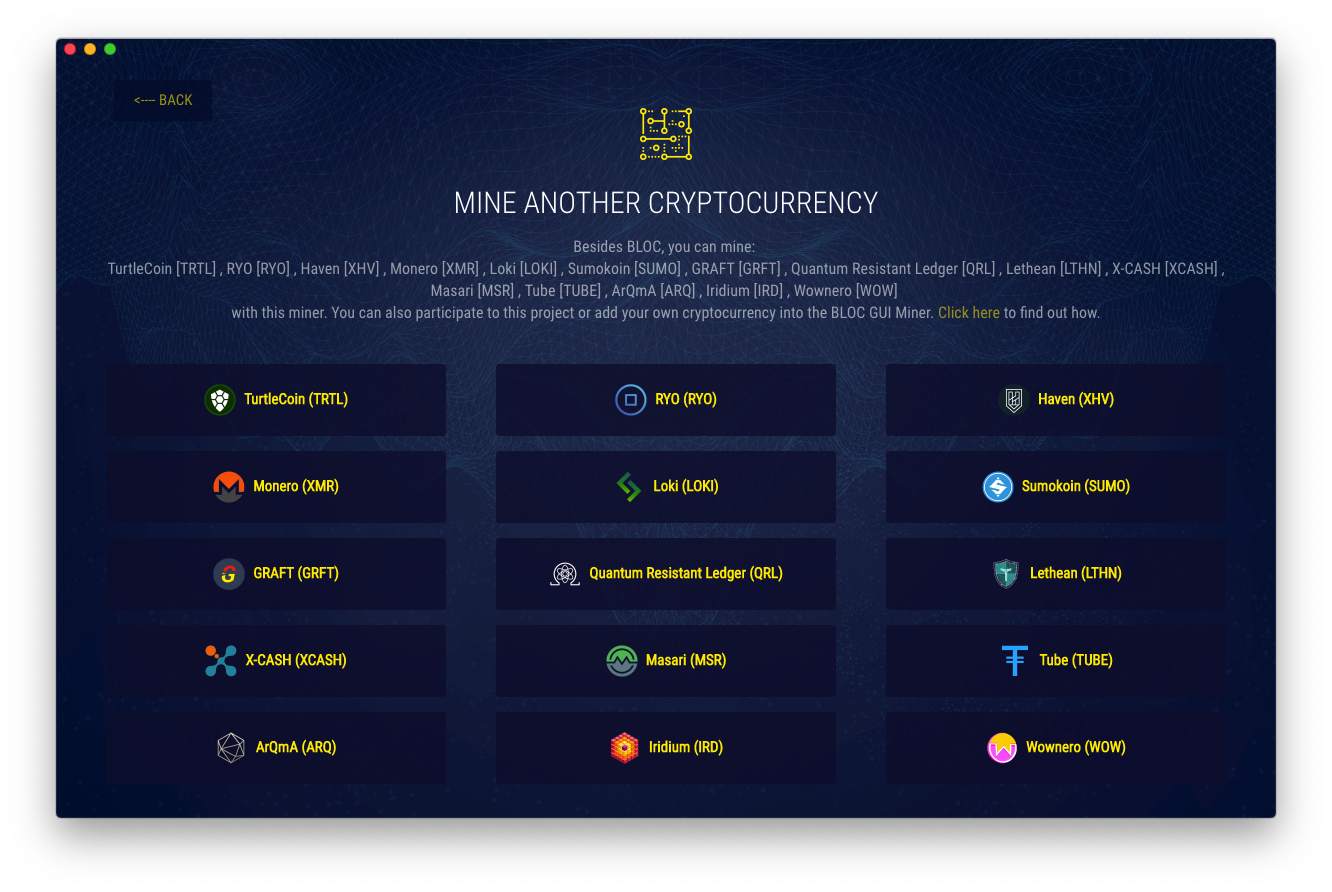 <---- BACK
MINE ANOTHER CRYPTOCURRENCY
Besides BLOC, you can mine:
TurtleCoin [TRTL] , RYO [RYO] , Haven [XHV] , Monero [XMR] , Loki [LOKI] , Sumokoin [SUMO] , GRAFT [GRFT] , Quantum Resistant Ledger [QRL] , Lethean [LTHN] , X-CASH [XCASH] ,
Masari [MSR] , Tube [TUBE] , ArQmA [ARQ] , Iridium [IRD] , Wownero [WOW]
with this miner. You can also participate to this project or add your own cryptocurrency into the BLOC GUI Miner. Click here to find out how.
TurtleCoin (TRTL)
RYO (RYO)
Haven (XHV)
Monero (XMR)
Loki (LOKI)
Sumokoin (SUMO)
GRAFT (GRFT)
Quantum Resistant Ledger (QRL)
Lethean (LTHN)
X-CASH (XCASH)
Masari (MSR)
Tube (TUBE)
ArQmA (ARQ)
Iridium (IRD)
Wownero (WOW)